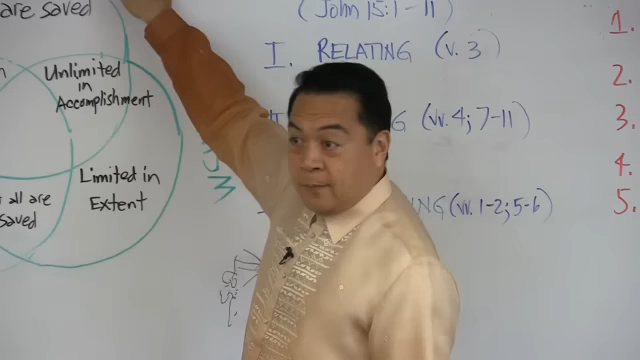 are saved
Unlimited
in
Accomplishment
Limited in
Extent
all are
saved
(John 15:1-11)
I. RELATING (v. 3)
G (vv. 4; 7-11)
NING (vv. 1-2; 5-6)
1.
2.
3.
4.
5.